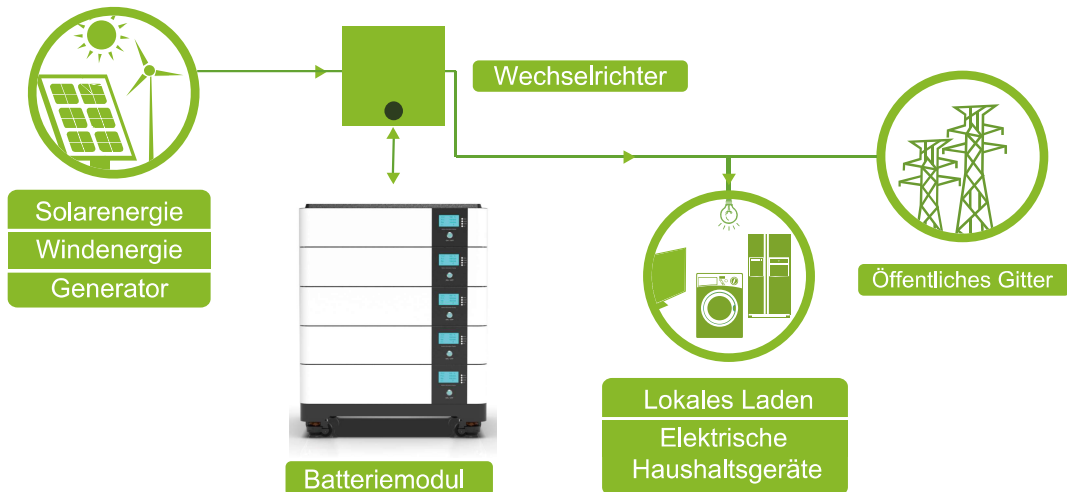 Wechselrichter
Solarenergie
Windenergie
Generator
Öffentliches Gitter
Lokales Laden
Elektrische
Haushaltsgeräte
Batteriemodul